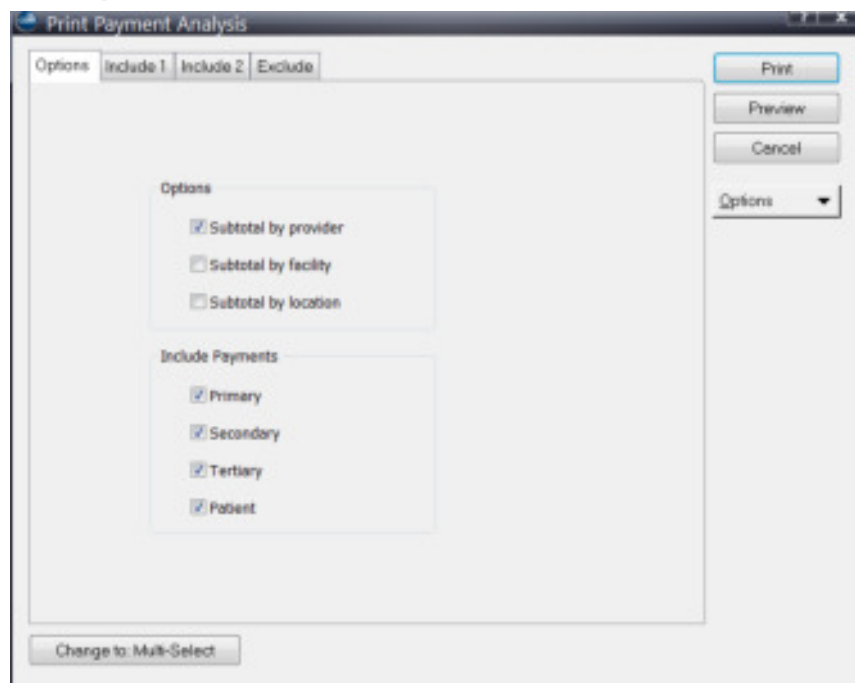 Print Payment Analysis
Options Include 1 Include 2 Exclude
Print
Preview
Cancel
Options
Options
Subtotal by provider
Subtotal by facility
Subtotal by location
Include Payments
Primary
Secondary
Tertiary
Patient
Change to: Multi-Select